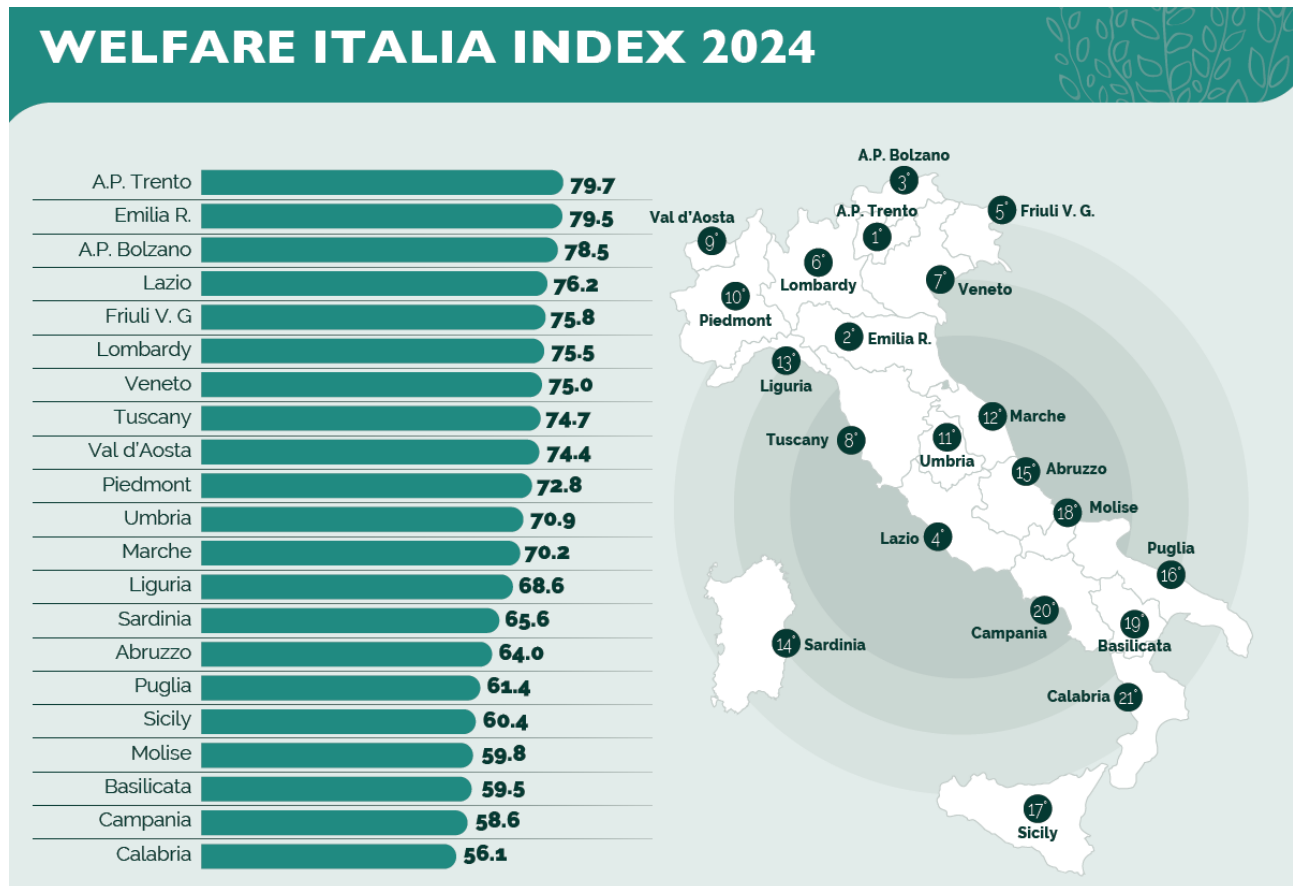 WELFARE ITALIA INDEX 2024
A.P. Trento 79.7
Emilia R. 79.5
A.P. Bolzano 78.5
Lazio 76.2
Friuli V. G 75.8
Lombardy 75.5
Veneto 75.0
Tuscany 74.7
Val d'Aosta 74.4
Piedmont 72.8
Umbria 70.9
Marche 70.2
Liguria 68.6
Sardinia 65.6
Abruzzo 64.0
Puglia 61.4
Sicily 60.4
Molise 59.8
Basilicata 59.5
Campania 58.6
Calabria 56.1
A.P. Bolzano
3°
A.P. Trento
1°
5° Friuli V. G.
Val d'Aosta
9°
6°
Lombardy
7° Veneto
10°
Piedmont
2° Emilia R.
13°
Liguria
12° Marche
Tuscany 8°
11°
Umbria
15° Abruzzo
18° Molise
Lazio 4°
Puglia
16°
20°
Campania
19°
Basilicata
14° Sardinia
Calabria 21°
17°
Sicily